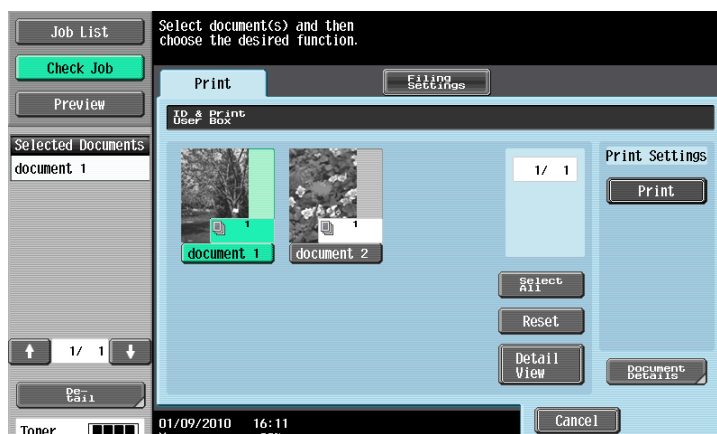 Job List
Check Job
Preview
Selected Documents
document 1
1/ 1
De-
tail
Toner
Select document(s) and then
choose the desired function.
Print
Filing
Settings
ID & Print
User Box
1
document 1
1
document 2
1/ 1
Select
All
Reset
Detail
View
Print Settings
Print
Document
Details
01/09/2010 16:11
Cancel